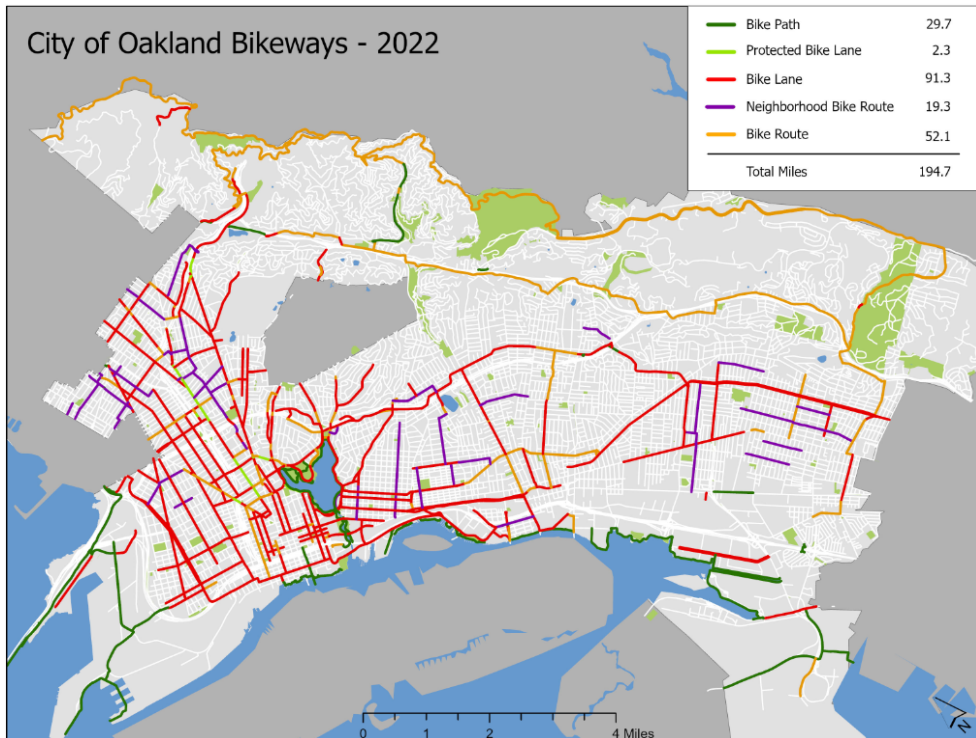 City of Oakland Bikeways - 2022
Bike Path 29.7
Protected Bike Lane 2.3
Bike Lane 91.3
Neighborhood Bike Route 19.3
Bike Route 52.1
Total Miles 194.7
0 1 2 4 Miles
N